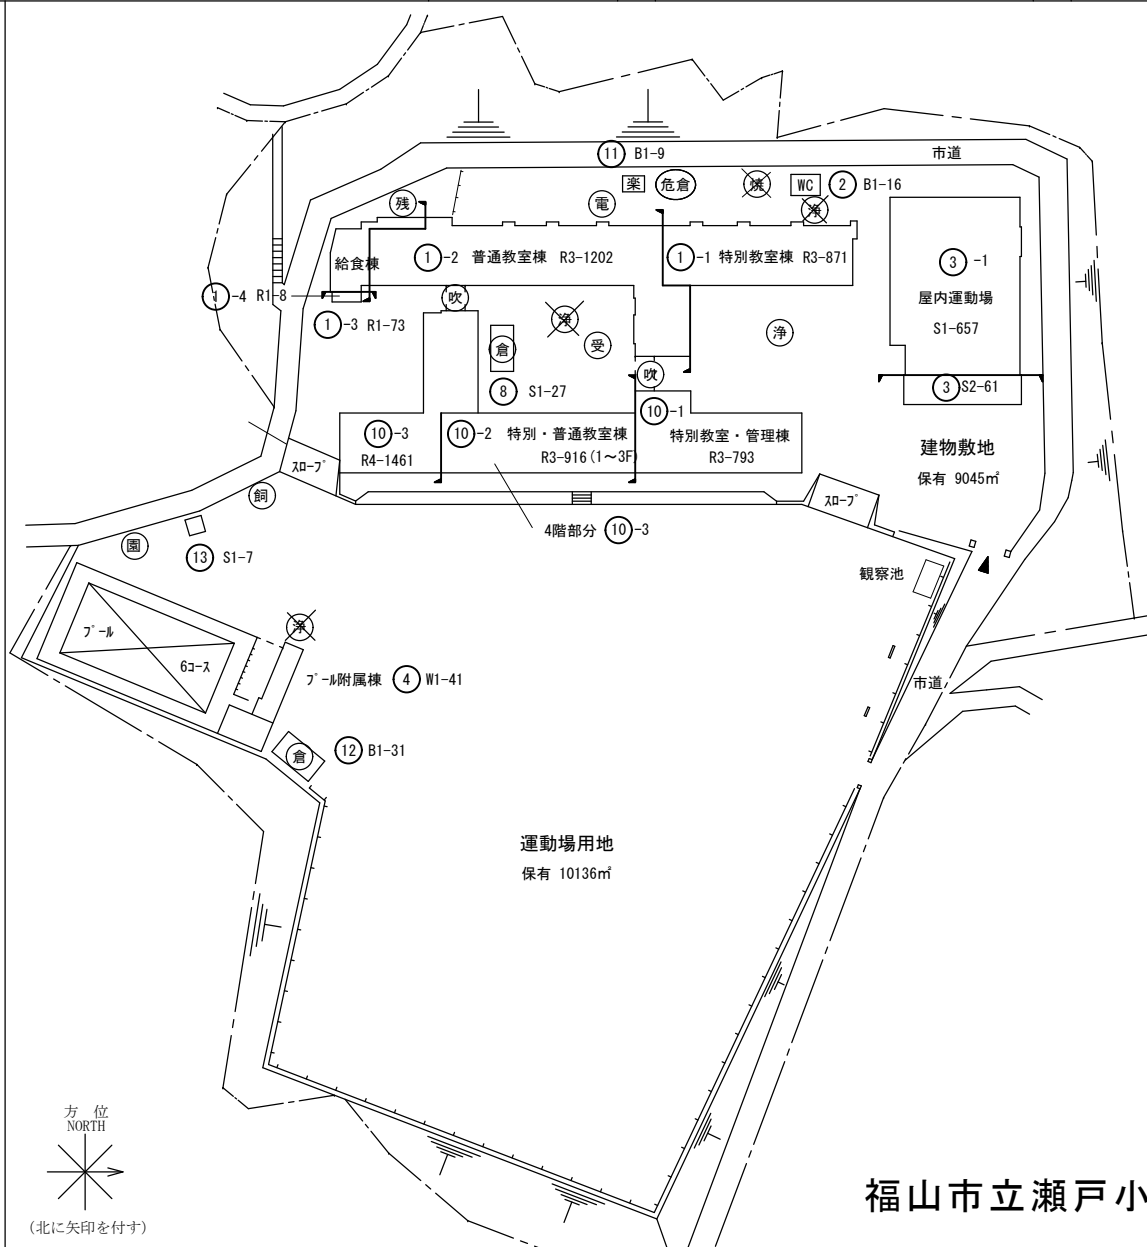 ⑪ B1-9
市道
楽
危倉
焼
WC
② B1-16
浄
残
電
給食棟
①-2 普通教室棟 R3-1202
①-1 特別教室棟 R3-871
③-1
屋内運動場
S1-657
①-4 R1-8
吹
①-3 R1-73
浄
受
浄
倉
⑧ S1-27
吹
③ S2-61
⑩-1
⑩-3
R4-1461
⑩-2 特別・普通教室棟
R3-916(1～3F)
特別教室・管理棟
R3-793
建物敷地
保有 9045㎡
スロープ
スロープ
飼
4階部分 ⑩-3
園
⑬ S1-7
観察池
浄
プール
6コース
プール附属棟 ④ W1-41
市道
倉
⑫ B1-31
運動場用地
保有 10136㎡
方 位
NORTH
(北に矢印を付す)
福山市立瀬戸小